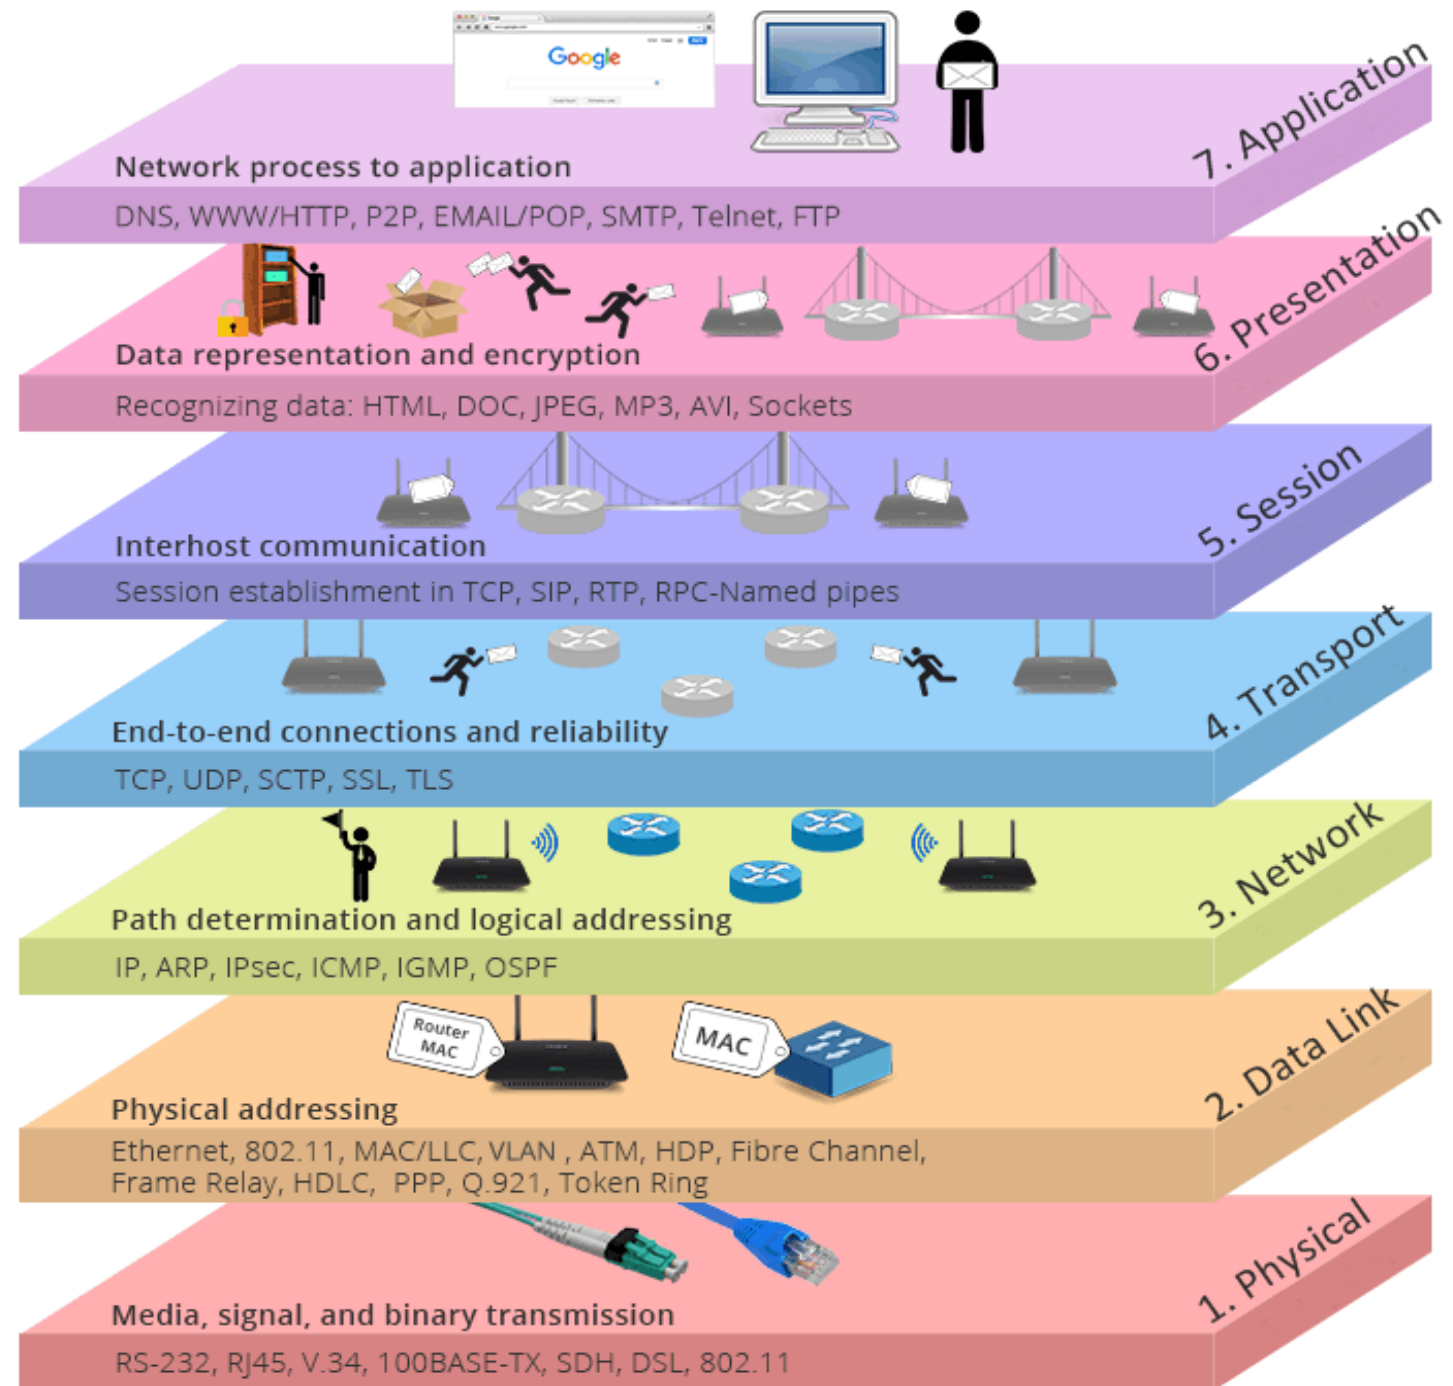 Google
7. Application
Network process to application
DNS, WWW/HTTP, P2P, EMAIL/POP, SMTP, Telnet, FTP
6. Presentation
Data representation and encryption
Recognizing data: HTML, DOC, JPEG, MP3, AVI, Sockets
5. Session
Interhost communication
Session establishment in TCP, SIP, RTP, RPC-Named pipes
4. Transport
End-to-end connections and reliability
TCP, UDP, SCTP, SSL, TLS
3. Network
Path determination and logical addressing
IP, ARP, IPsec, ICMP, IGMP, OSPF
Router
MAC
MAC
2. Data Link
Physical addressing
Ethernet, 802.11, MAC/LLC, VLAN , ATM, HDP, Fibre Channel,
Frame Relay, HDLC, PPP, Q.921, Token Ring
1. Physical
Media, signal, and binary transmission
RS-232, RJ45, V.34, 100BASE-TX, SDH, DSL, 802.11